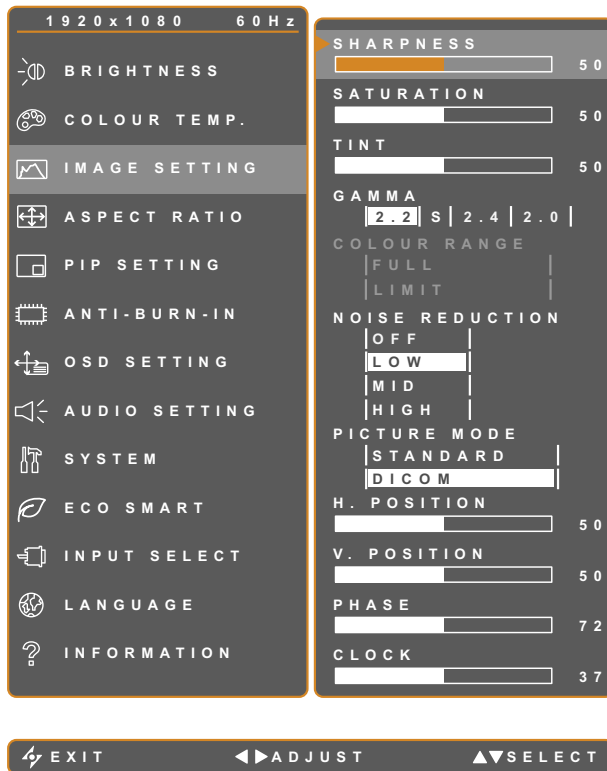 1920x1080 60Hz
BRIGHTNESS
COLOUR TEMP.
IMAGE SETTING
ASPECT RATIO
PIP SETTING
ANTI-BURN-IN
OSD SETTING
AUDIO SETTING
SYSTEM
ECO SMART
INPUT SELECT
LANGUAGE
INFORMATION
SHARPNESS
50
SATURATION
50
TINT
50
GAMMA
2.2 S 2.4 2.0
COLOUR RANGE
FULL
LIMIT
NOISE REDUCTION
OFF
LOW
MID
HIGH
PICTURE MODE
STANDARD
DICOM
H. POSITION
50
V. POSITION
50
PHASE
72
CLOCK
37
EXIT ADJUST SELECT